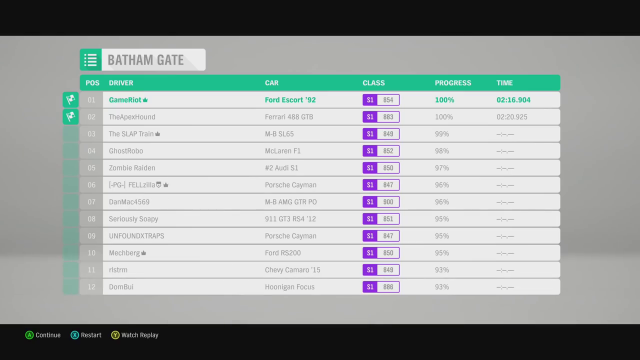 BATHAM GATE
POS DRIVER CAR CLASS PROGRESS TIME
01 GameRiot Ford Escort '92 S1 854 100% 02:16.904
02 TheApexHound Ferrari 488 GTB S1 883 100% 02:20.925
03 The SLAP Train M-B SL65 S1 849 99% --:--.---
04 GhostRobo McLaren F1 S1 852 98% --:--.---
05 Zombie Raiden #2 Audi S1 S1 850 97% --:--.---
06 [-PG-] FELLzilla Porsche Cayman S1 847 96% --:--.---
07 DanMac4569 M-B AMG GTR PO S1 900 96% --:--.---
08 Seriously Soapy 911 GT3 RS4 '12 S1 851 95% --:--.---
09 UNFOUNDXTRAPS Porsche Cayman S1 847 95% --:--.---
10 Mechberg Ford RS200 S1 850 95% --:--.---
11 rlstrm Chevy Camaro '15 S1 849 93% --:--.---
12 DomBul Hoonigan Focus S1 886 93% --:--.---
A Continue X Restart Y Watch Replay